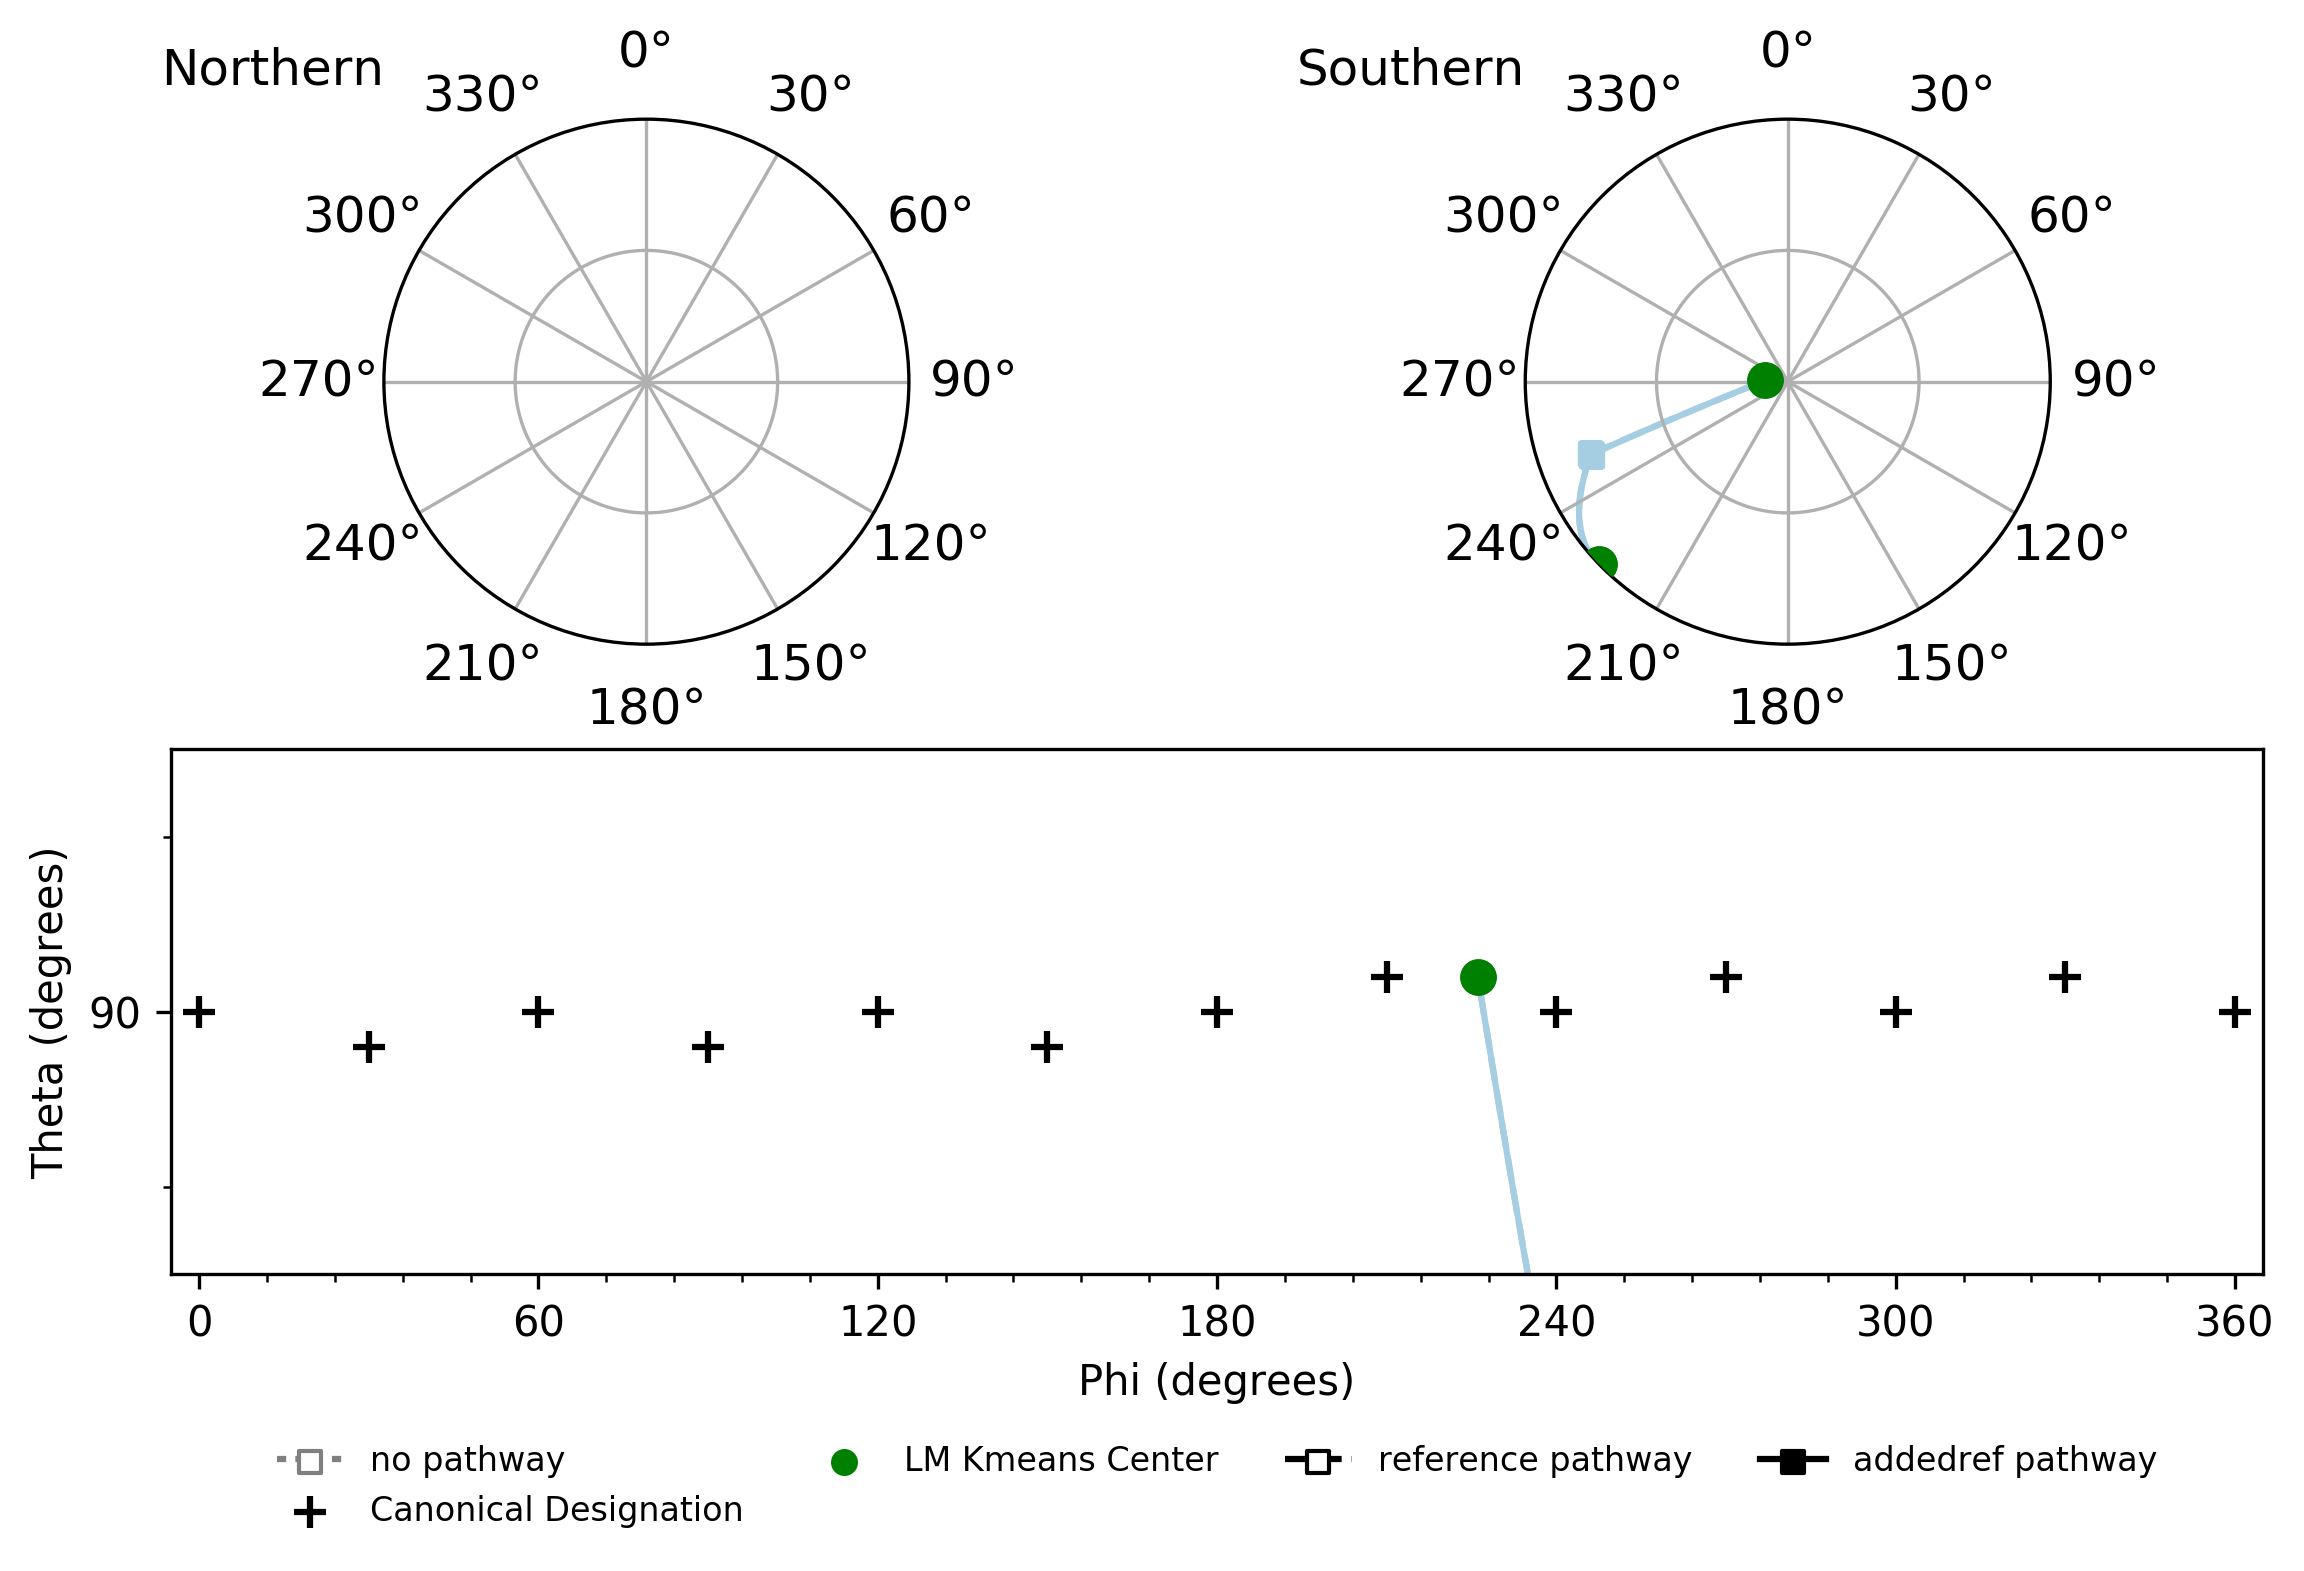 Northern
0°
30°
60°
90°
120°
150°
180°
210°
240°
270°
300°
330°
Southern
0°
30°
60°
90°
120°
150°
180°
210°
240°
270°
300°
330°
Theta (degrees)
90
0 60 120 180 240 300 360
Phi (degrees)
no pathway
Canonical Designation
LM Kmeans Center
reference pathway
addedref pathway